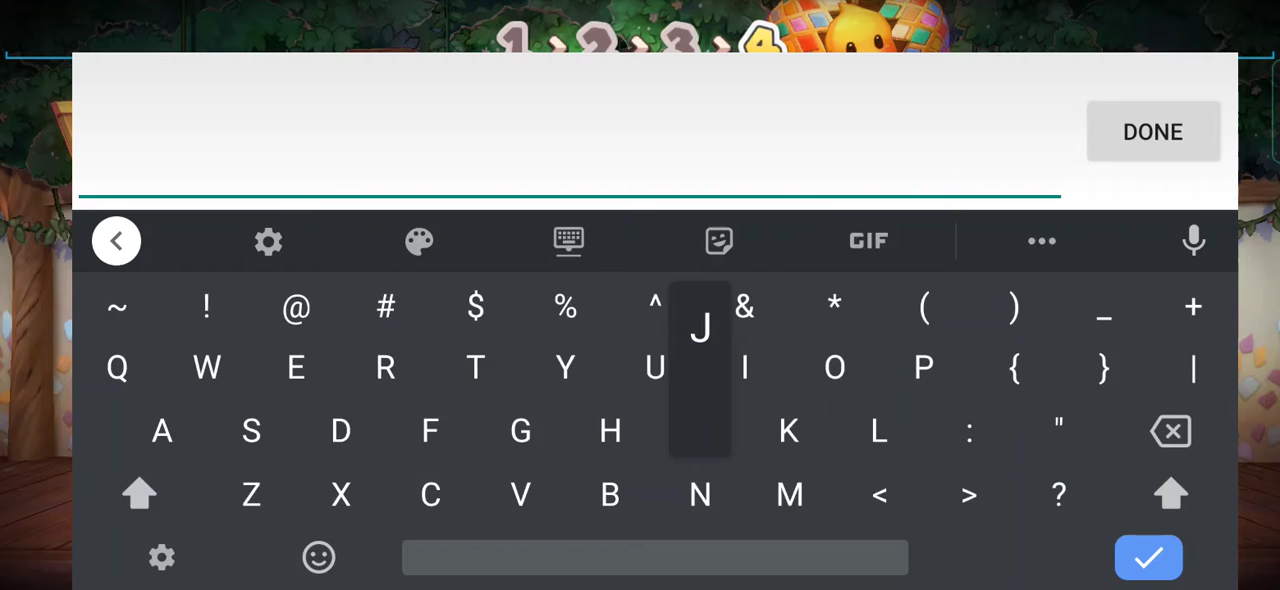 1 › 2 › 3 › 4
DONE
GIF
~ ! @ # $ % ^ & * ( ) _ +
Q W E R T Y U I O P { } |
A S D F G H J K L : "
Z X C V B N M < > ?